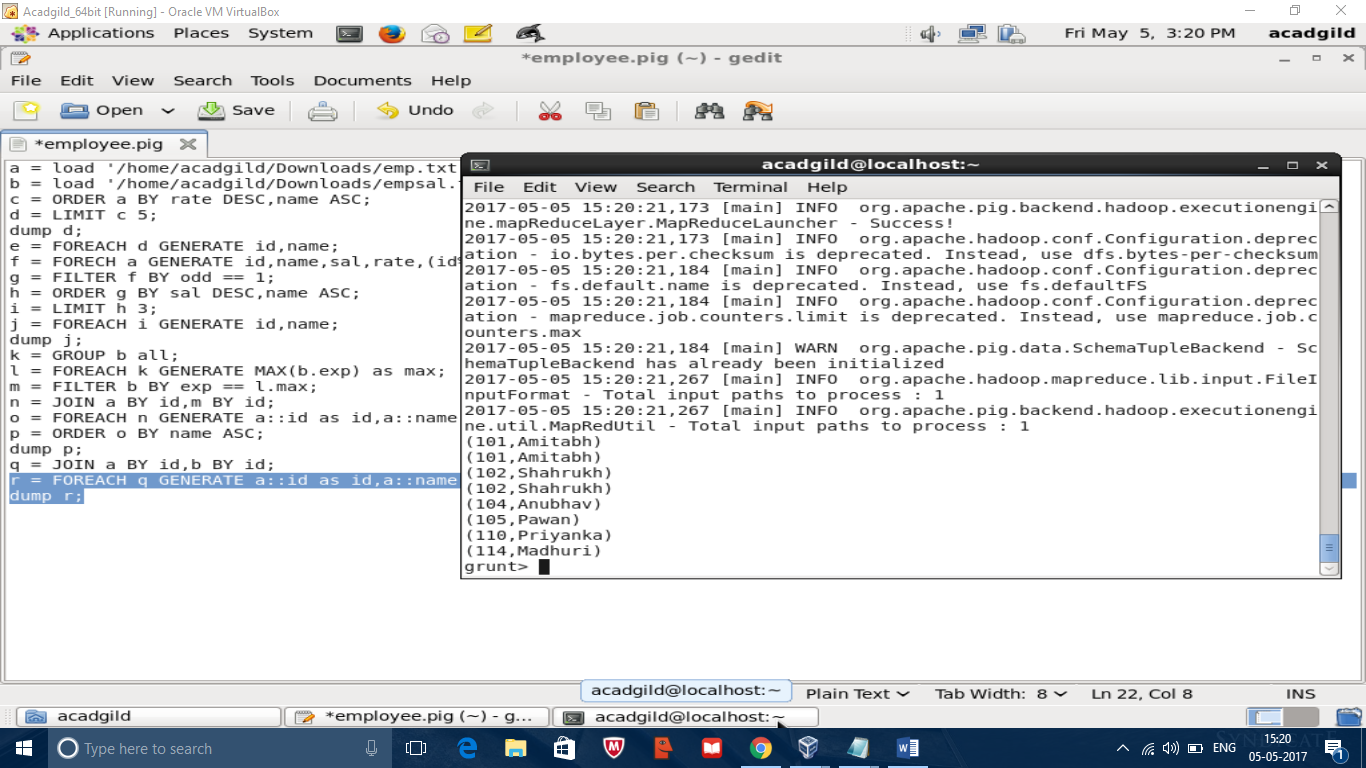 Acadgild_64bit [Running] - Oracle VM VirtualBox
Applications Places System Fri May 5, 3:20 PM acadgild
*employee.pig (~) - gedit
File Edit View Search Tools Documents Help
Open Save Undo
*employee.pig
a = load '/home/acadgild/Downloads/emp.txt
b = load '/home/acadgild/Downloads/empsal.
c = ORDER a BY rate DESC,name ASC;
d = LIMIT c 5;
dump d;
e = FOREACH d GENERATE id,name;
f = FORECH a GENERATE id,name,sal,rate,(id%
g = FILTER f BY odd == 1;
h = ORDER g BY sal DESC,name ASC;
i = LIMIT h 3;
j = FOREACH i GENERATE id,name;
dump j;
k = GROUP b all;
l = FOREACH k GENERATE MAX(b.exp) as max;
m = FILTER b BY exp == l.max;
n = JOIN a BY id,m BY id;
o = FOREACH n GENERATE a::id as id,a::name
p = ORDER o BY name ASC;
dump p;
q = JOIN a BY id,b BY id;
r = FOREACH q GENERATE a::id as id,a::name
dump r;
acadgild@localhost:~
File Edit View Search Terminal Help
2017-05-05 15:20:21,173 [main] INFO  org.apache.pig.backend.hadoop.executionengi
ne.mapReduceLayer.MapReduceLauncher - Success!
2017-05-05 15:20:21,173 [main] INFO  org.apache.hadoop.conf.Configuration.deprec
ation - io.bytes.per.checksum is deprecated. Instead, use dfs.bytes-per-checksum
2017-05-05 15:20:21,184 [main] INFO  org.apache.hadoop.conf.Configuration.deprec
ation - fs.default.name is deprecated. Instead, use fs.defaultFS
2017-05-05 15:20:21,184 [main] INFO  org.apache.hadoop.conf.Configuration.deprec
ation - mapreduce.job.counters.limit is deprecated. Instead, use mapreduce.job.c
ounters.max
2017-05-05 15:20:21,184 [main] WARN  org.apache.pig.data.SchemaTupleBackend - Sc
hemaTupleBackend has already been initialized
2017-05-05 15:20:21,267 [main] INFO  org.apache.hadoop.mapreduce.lib.input.FileI
nputFormat - Total input paths to process : 1
2017-05-05 15:20:21,267 [main] INFO  org.apache.pig.backend.hadoop.executionengi
ne.util.MapRedUtil - Total input paths to process : 1
(101,Amitabh)
(101,Amitabh)
(102,Shahrukh)
(102,Shahrukh)
(104,Anubhav)
(105,Pawan)
(110,Priyanka)
(114,Madhuri)
grunt>
acadgild@localhost:~ Plain Text Tab Width: 8 Ln 22, Col 8 INS
acadgild *employee.pig (~) - g... acadgild@localhost:~
Type here to search ENG 15:20
05-05-2017 1